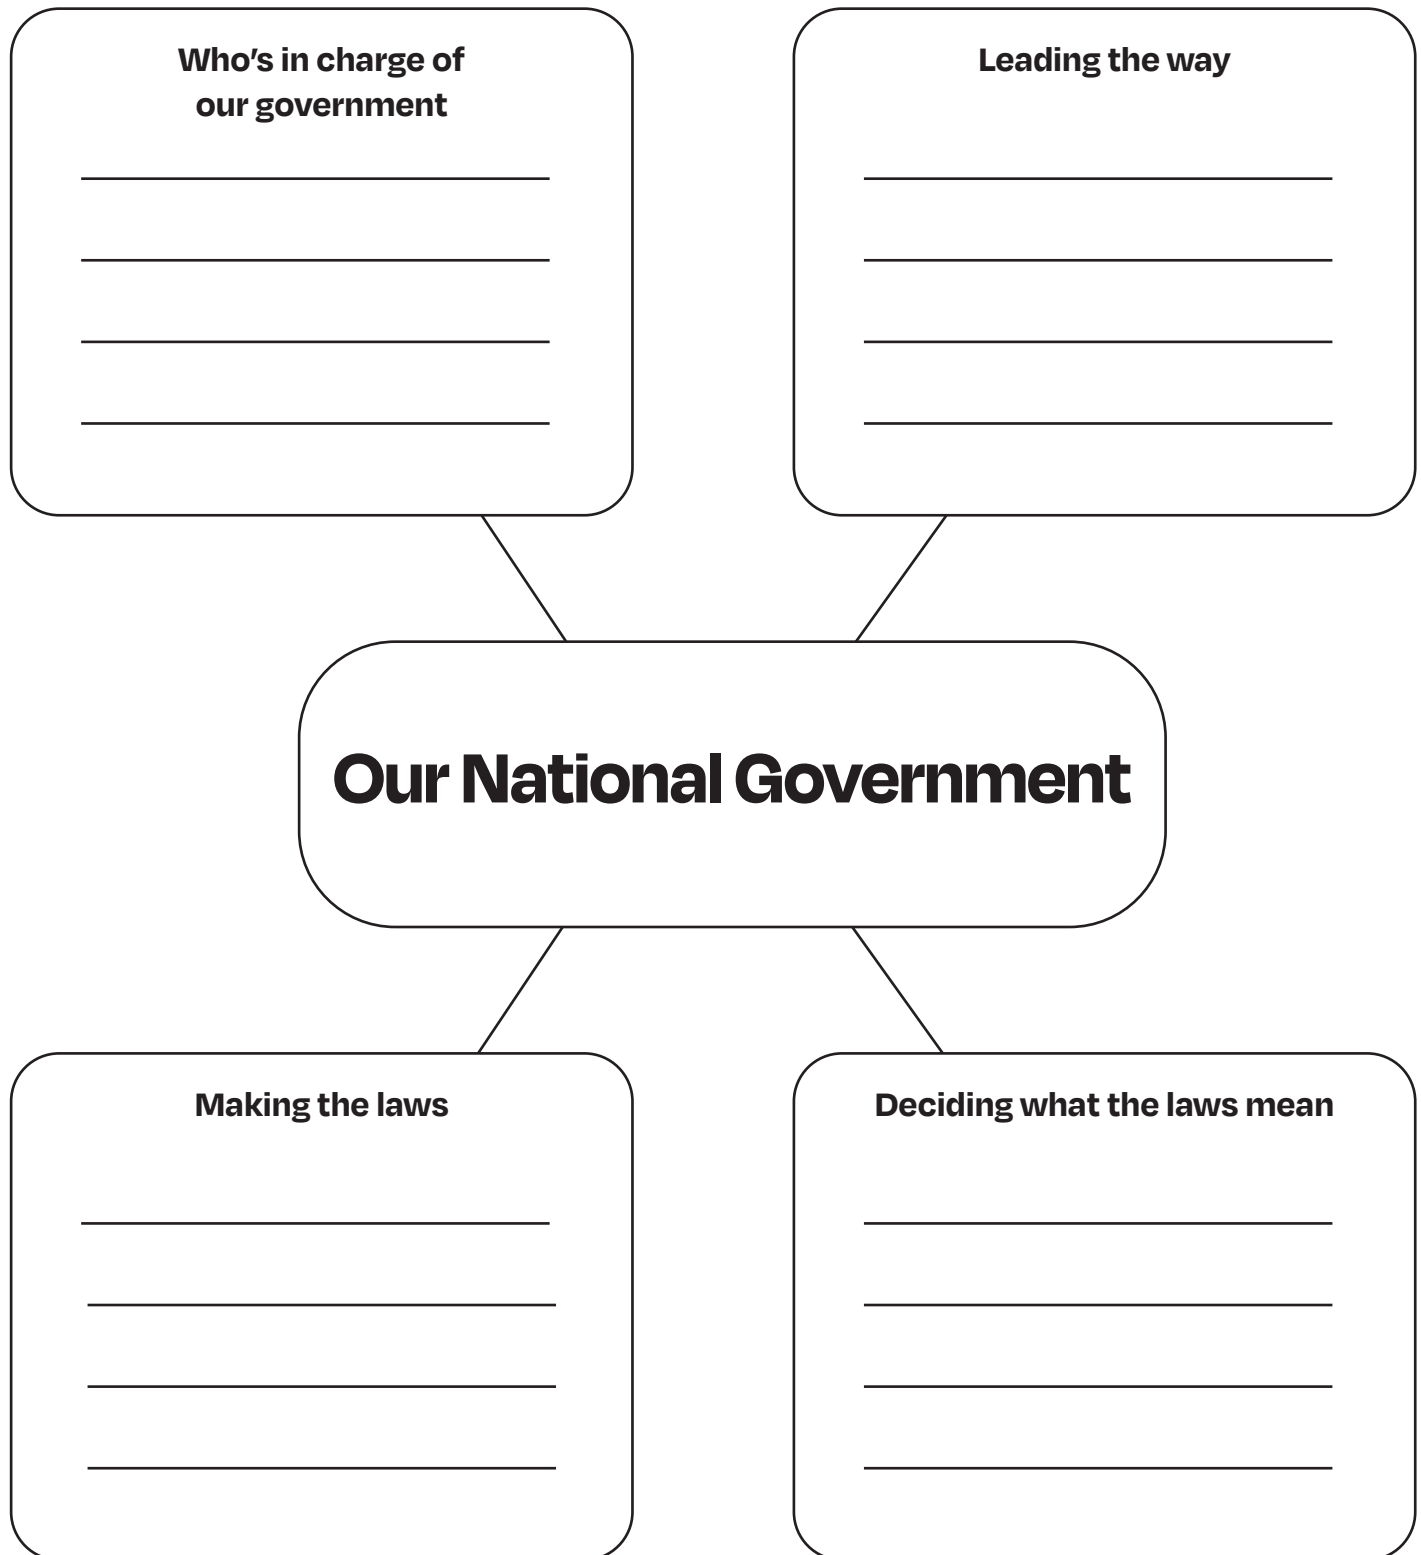 Who’s in charge of
our government
Leading the way
Our National Government
Making the laws
Deciding what the laws mean